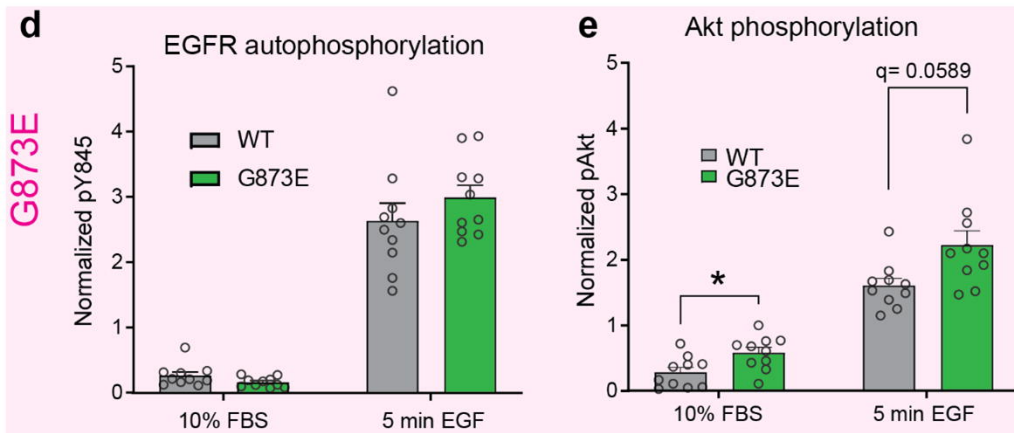 d
EGFR autophosphorylation
G873E
Normalized pY845
5
4
3
2
1
0
WT
G873E
10% FBS
5 min EGF
e
Akt phosphorylation
Normalized pAkt
5
4
3
2
1
0
q= 0.0589
WT
G873E
*
10% FBS
5 min EGF